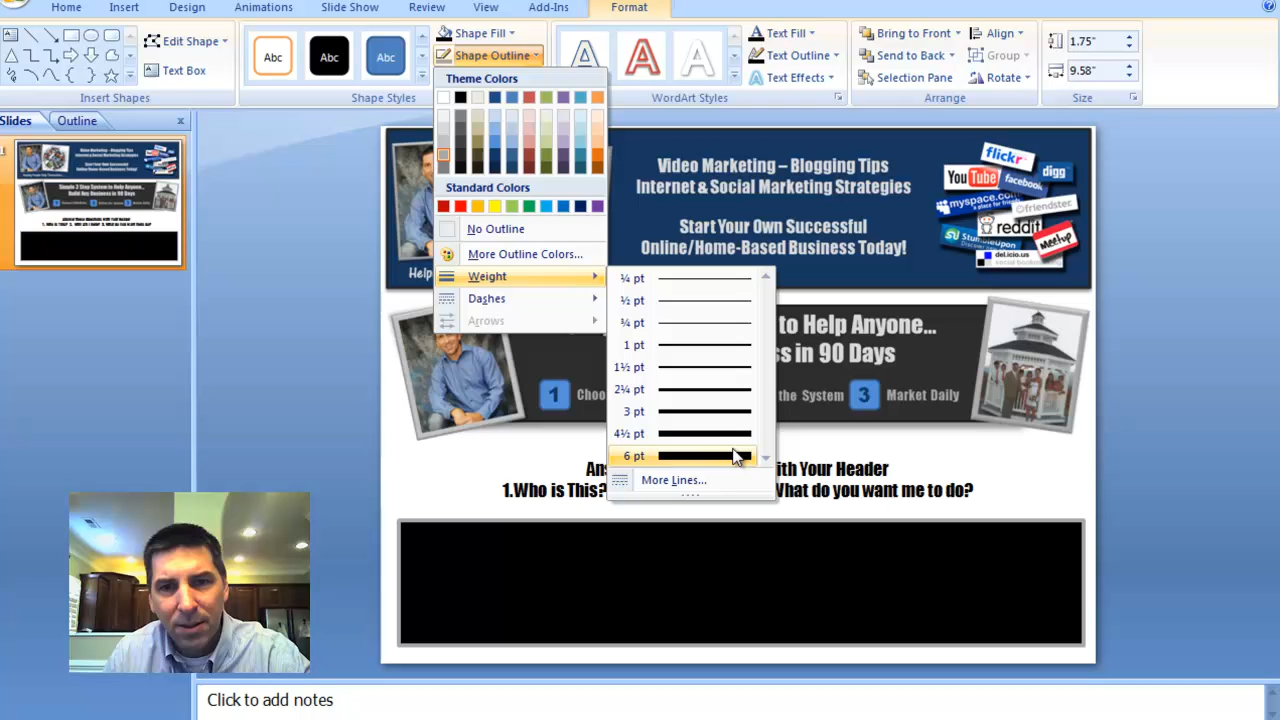 Home Insert Design Animations Slide Show Review View Add-Ins Format
Edit Shape
Text Box
Insert Shapes
Abc Abc Abc
Shape Fill
Shape Outline
Shape Styles
Text Fill
Text Outline
Text Effects
WordArt Styles
Bring to Front
Send to Back
Selection Pane
Align
Group
Rotate
Arrange
1.75"
9.58"
Size
Slides Outline
Theme Colors
Standard Colors
No Outline
More Outline Colors...
Weight
Dashes
Arrows
¼ pt
½ pt
¾ pt
1 pt
1½ pt
2¼ pt
3 pt
4½ pt
6 pt
More Lines...
Video Marketing – Blogging Tips
Internet & Social Marketing Strategies
Start Your Own Successful
Online/Home-Based Business Today!
flickr
YouTube
facebook
digg
myspace.com
friendster
reddit
StumbleUpon
Meetup
del.icio.us
Help
to Help Anyone...
ss in 90 Days
1 Choo
the System 3 Market Daily
Ans
with Your Header
1.Who is This?
What do you want me to do?
Click to add notes